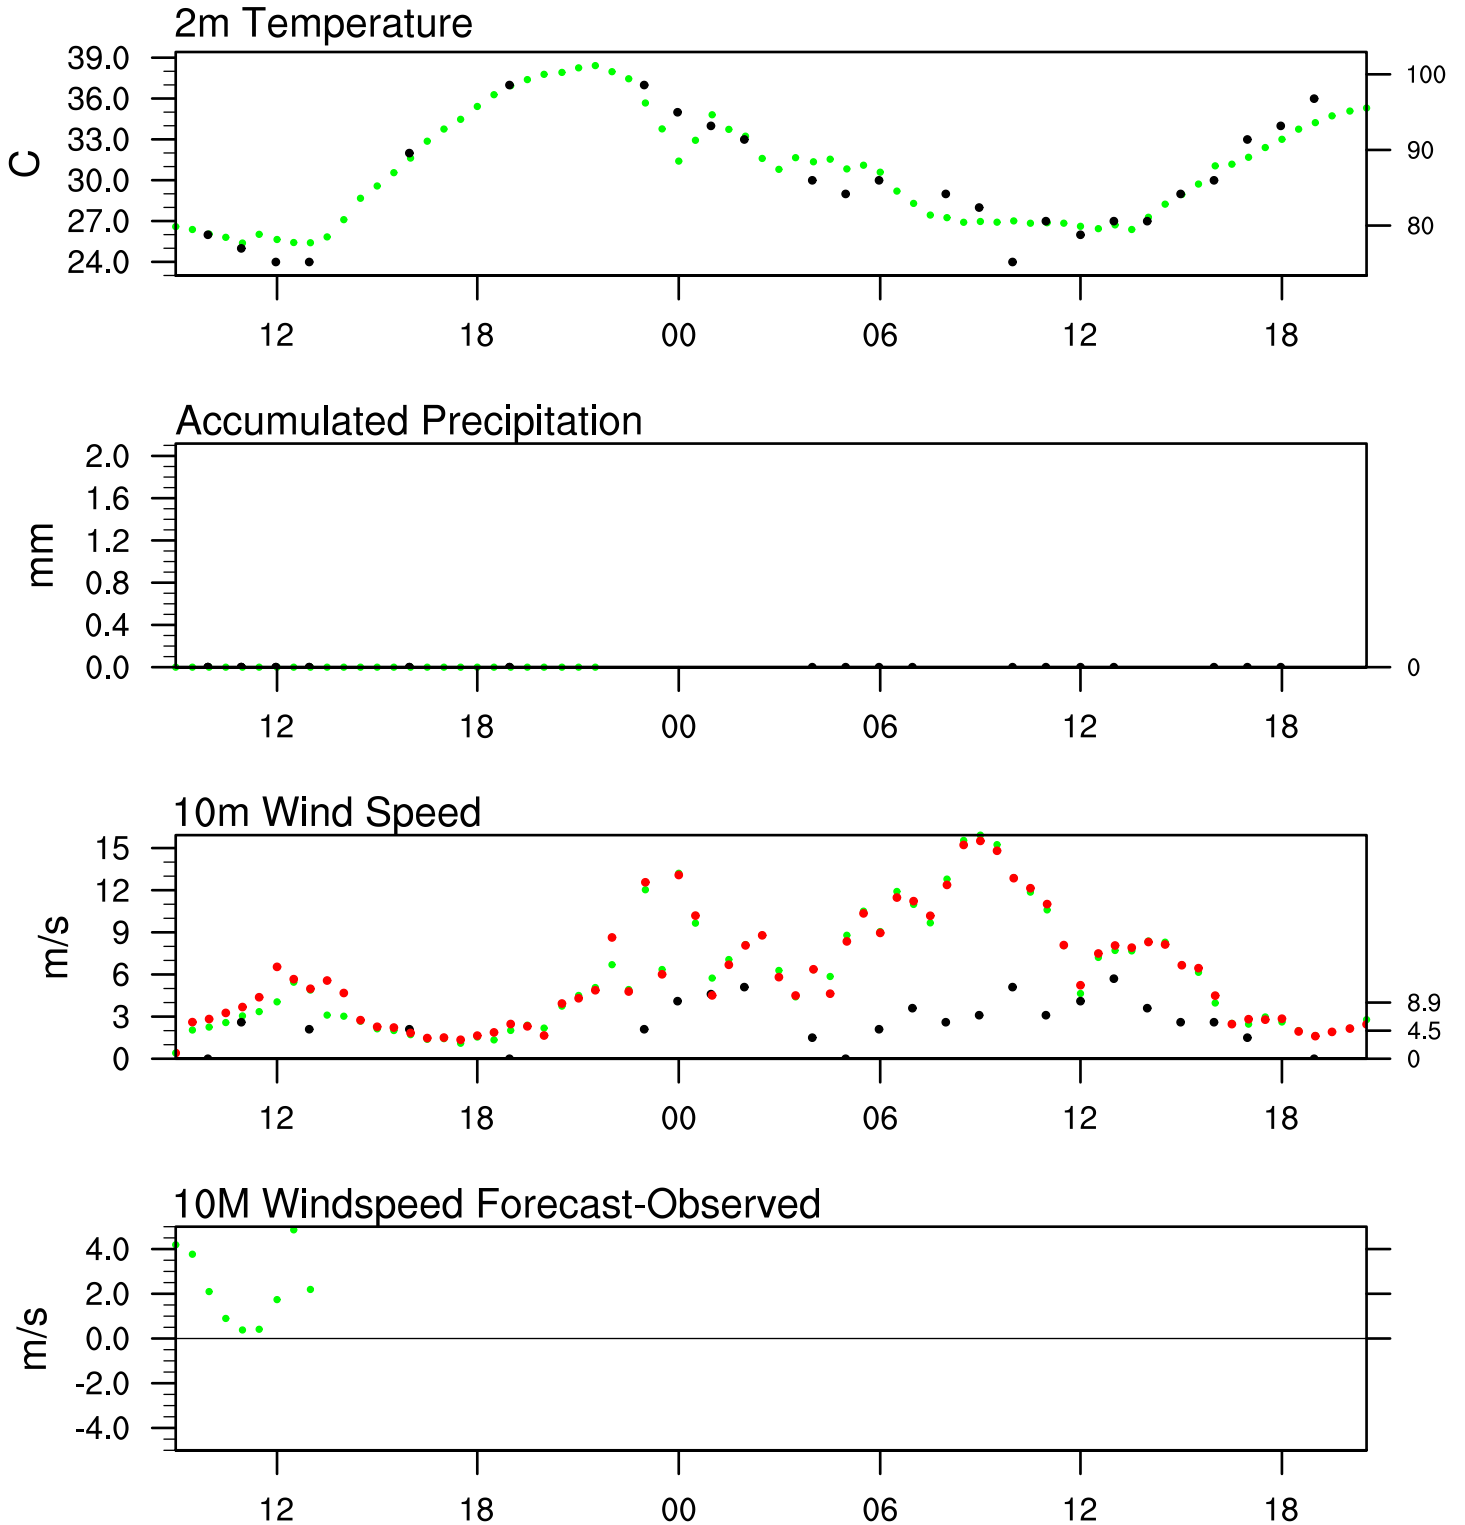 2m Temperature
39.0
36.0
33.0
30.0
27.0
24.0
C
100
90
80
12 18 00 06 12 18
Accumulated Precipitation
2.0
1.6
1.2
0.8
0.4
0.0
mm
0
12 18 00 06 12 18
10m Wind Speed
15
12
9
6
3
0
m/s
8.9
4.5
0
12 18 00 06 12 18
10M Windspeed Forecast-Observed
4.0
2.0
0.0
-2.0
-4.0
m/s
12 18 00 06 12 18